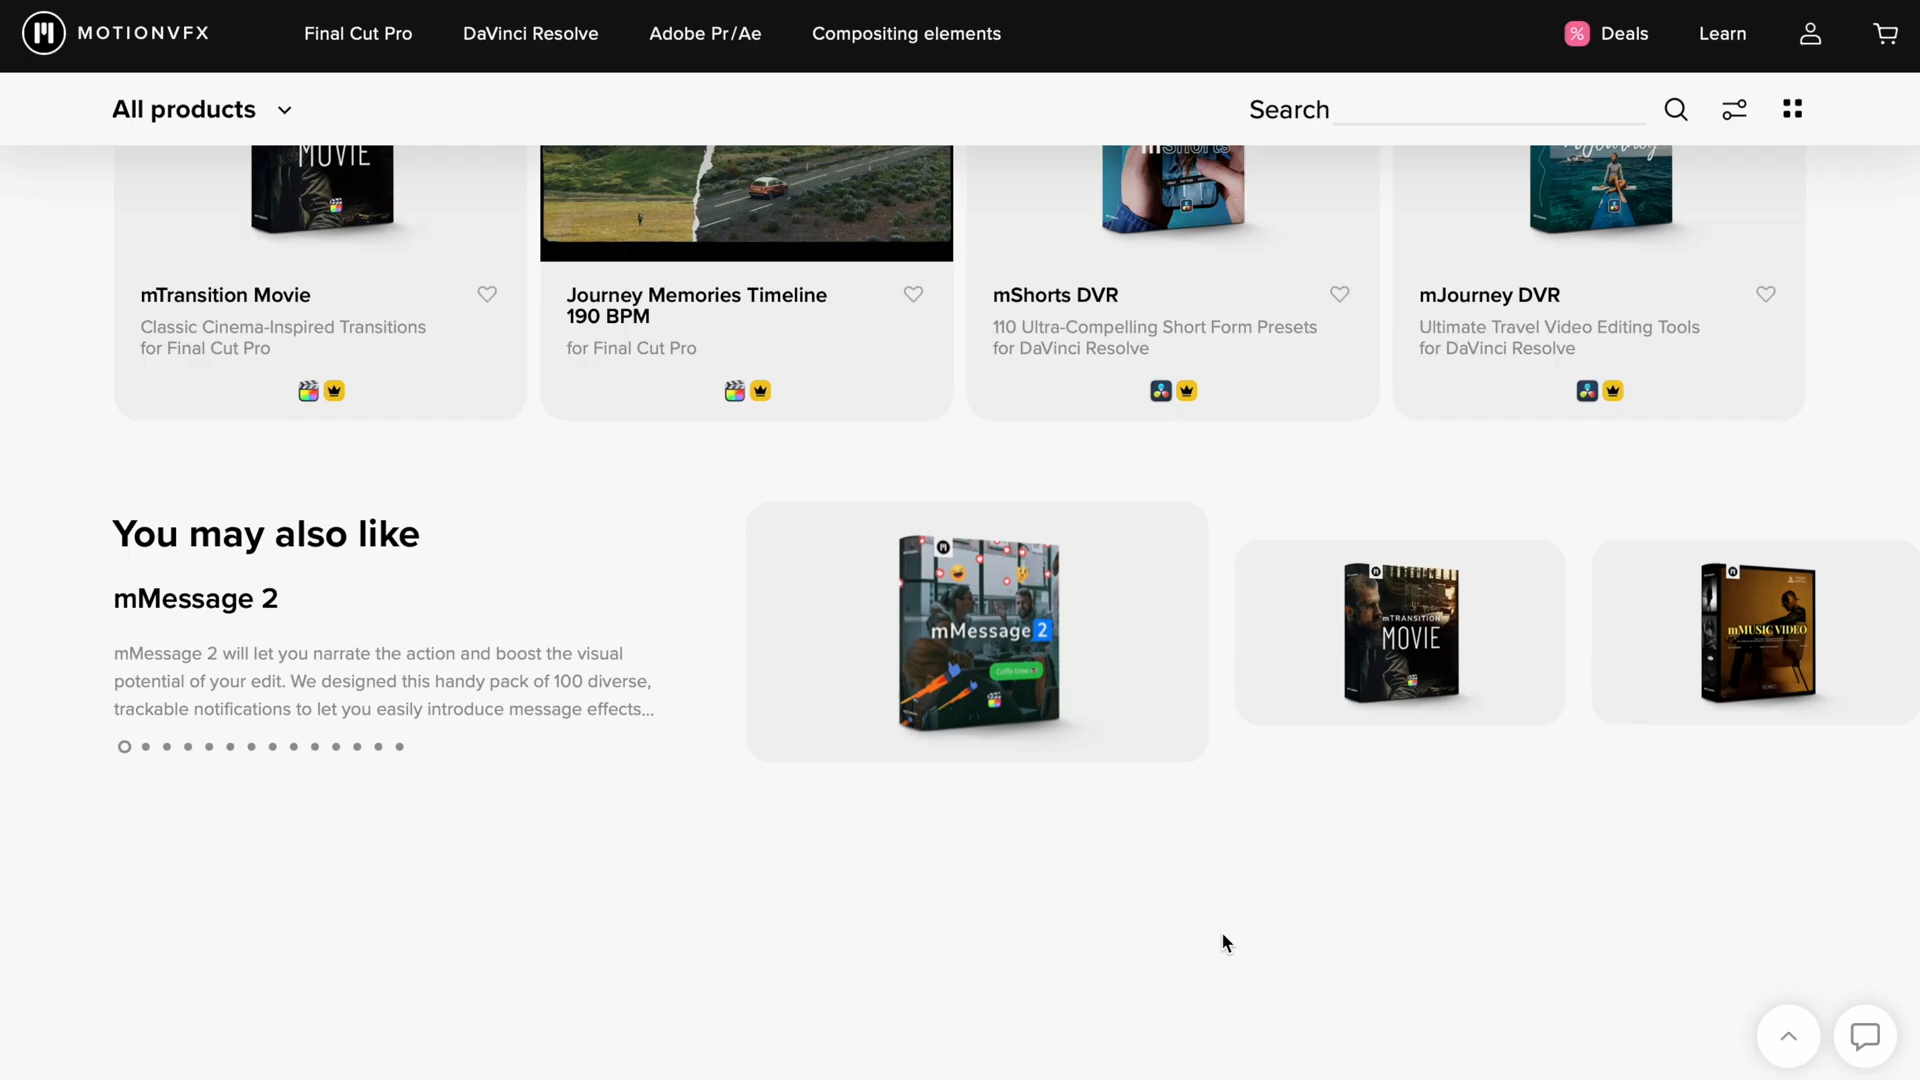 MOTIONVFX
Final Cut Pro
DaVinci Resolve
Adobe Pr/Ae
Compositing elements
%
Deals
Learn
All products
Search
MOVIE
mShorts
mJourney
mTransition Movie
Classic Cinema-Inspired Transitions
for Final Cut Pro
Journey Memories Timeline
190 BPM
for Final Cut Pro
mShorts DVR
110 Ultra-Compelling Short Form Presets
for DaVinci Resolve
mJourney DVR
Ultimate Travel Video Editing Tools
for DaVinci Resolve
You may also like
mMessage 2
mMessage 2 will let you narrate the action and boost the visual
potential of your edit. We designed this handy pack of 100 diverse,
trackable notifications to let you easily introduce message effects...
mMessage 2
Coffe time
mTRANSITION
MOVIE
mMUSIC VIDEO